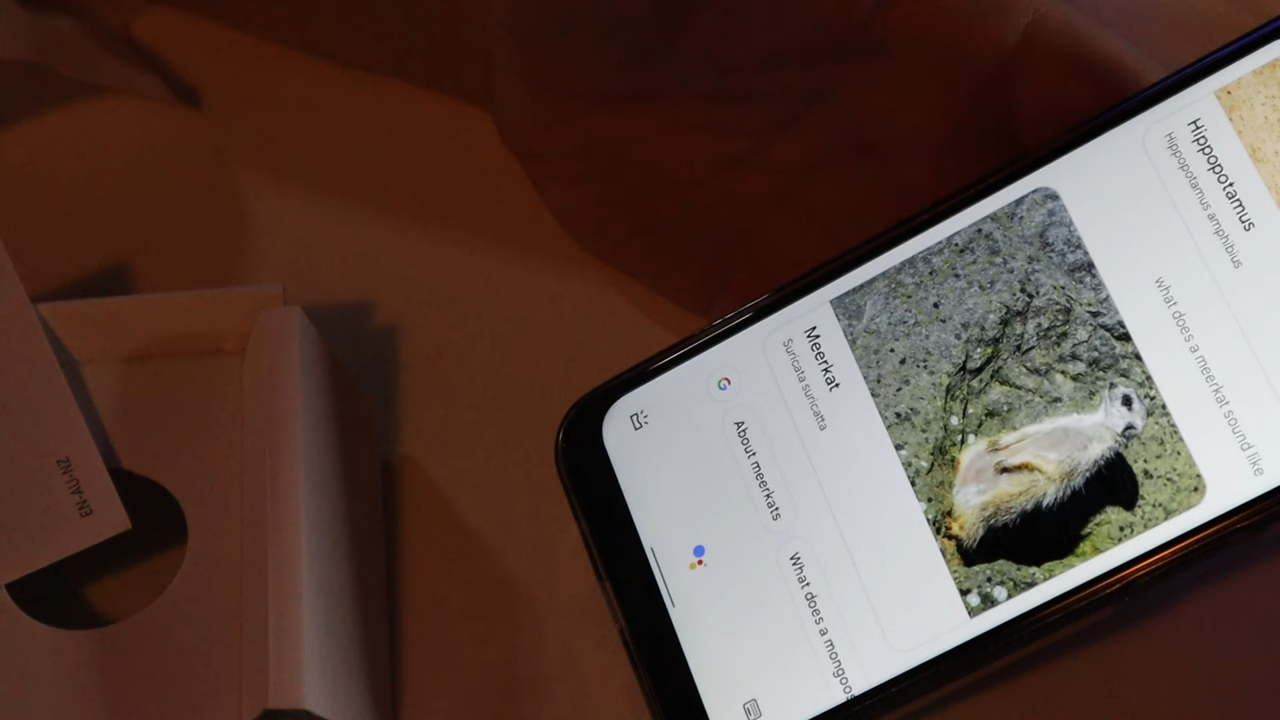 Hippopotamus
Hippopotamus amphibius
what does a meerkat sound like
Meerkat
Suricata suricatta
About meerkats
What does a mongoos
EN-AU-NZ